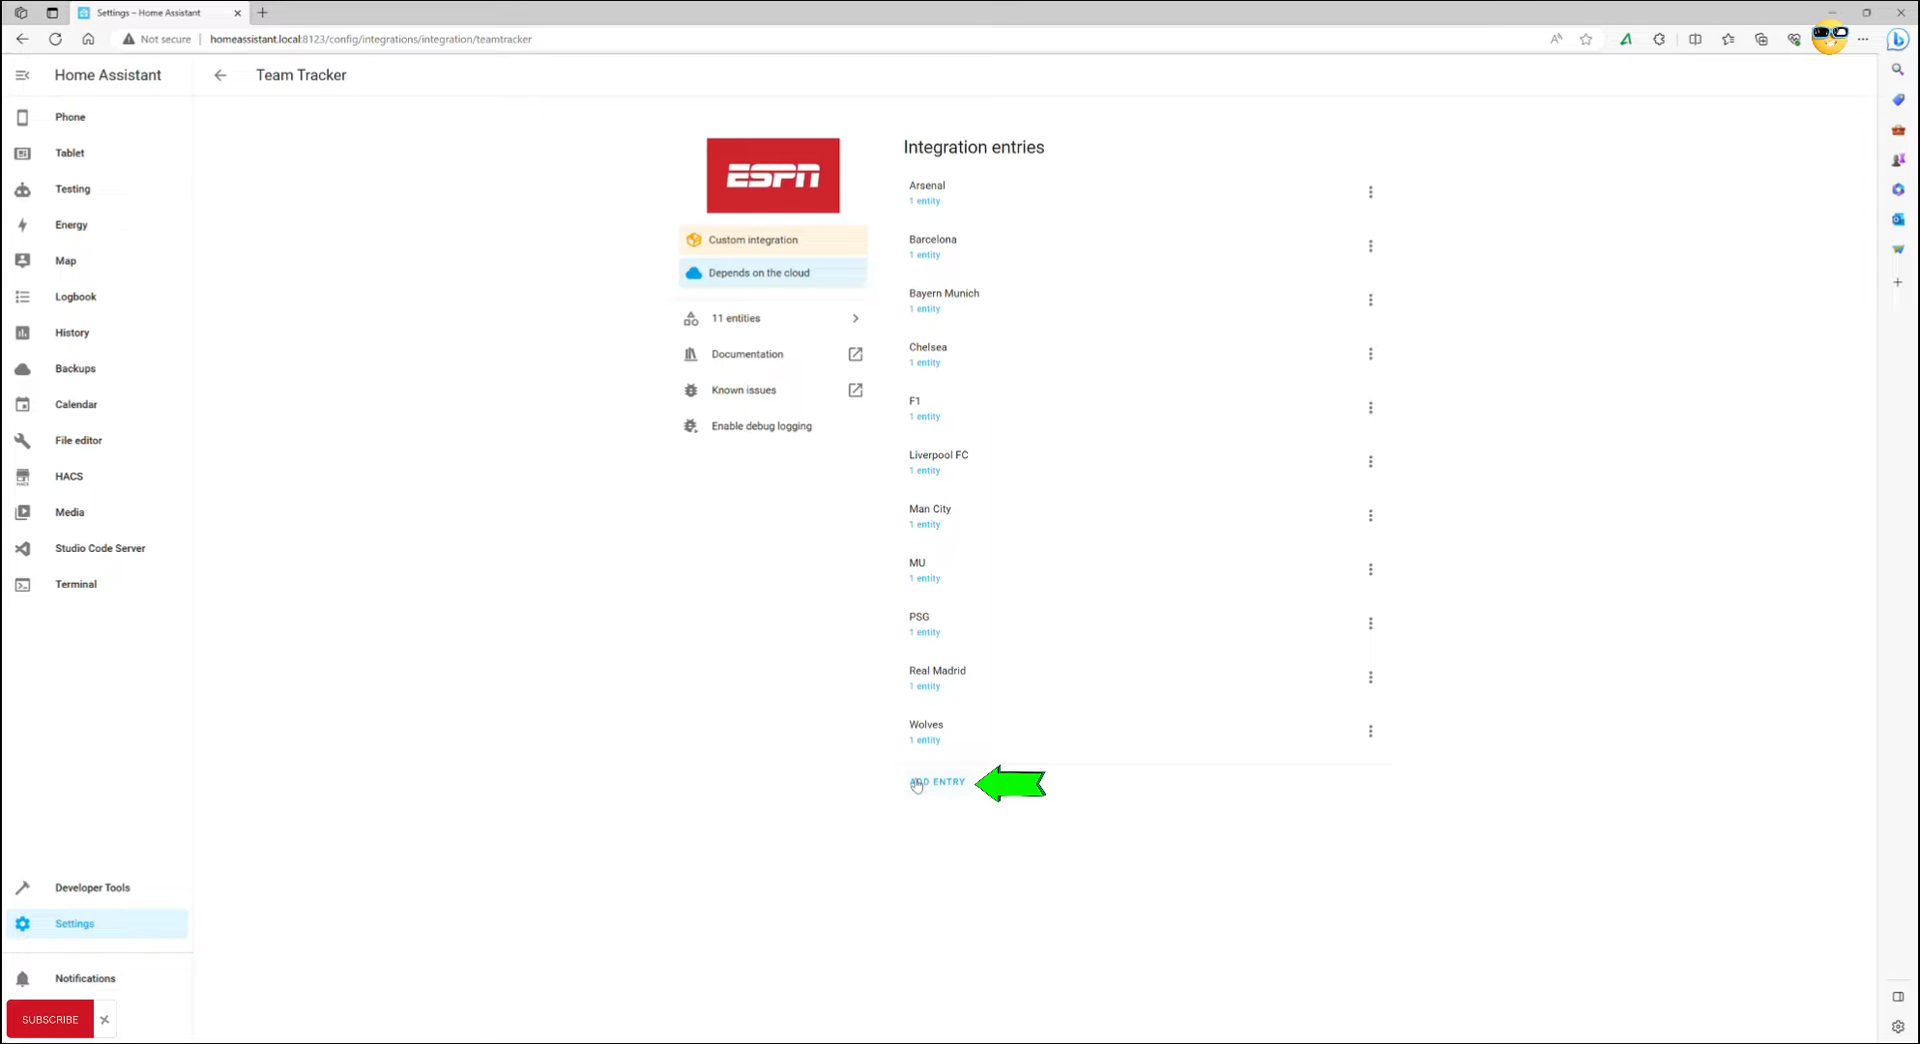 Settings – Home Assistant
Not secure
homeassistant.local:8123/config/integrations/integration/teamtracker
Home Assistant
Team Tracker
Phone
Tablet
Testing
Energy
Map
Logbook
History
Backups
Calendar
File editor
HACS
Media
Studio Code Server
Terminal
Developer Tools
Settings
Notifications
SUBSCRIBE
ESPN
Custom integration
Depends on the cloud
11 entities
Documentation
Known issues
Enable debug logging
Integration entries
Arsenal
1 entity
Barcelona
1 entity
Bayern Munich
1 entity
Chelsea
1 entity
F1
1 entity
Liverpool FC
1 entity
Man City
1 entity
MU
1 entity
PSG
1 entity
Real Madrid
1 entity
Wolves
1 entity
ADD ENTRY